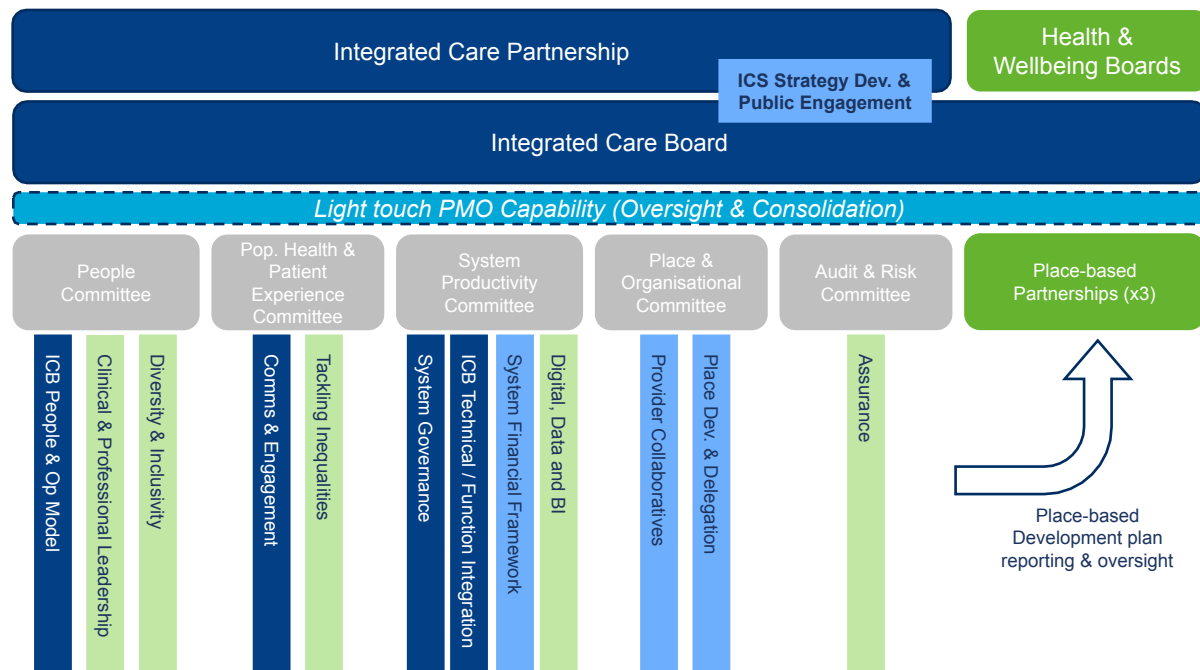 Integrated Care Partnership
Health &
Wellbeing Boards
ICS Strategy Dev. &
Public Engagement
Integrated Care Board
Light touch PMO Capability (Oversight & Consolidation)
People
Committee
Pop. Health &
Patient
Experience
Committee
System
Productivity
Committee
Place &
Organisational
Committee
Audit & Risk
Committee
Place-based
Partnerships (x3)
ICB People & Op Model
Clinical & Professional Leadership
Diversity & Inclusivity
Comms & Engagement
Tackling Inequalities
System Governance
ICB Technical / Function Integration
System Financial Framework
Digital, Data and BI
Provider Collaboratives
Place Dev. & Delegation
Assurance
Place-based
Development plan
reporting & oversight